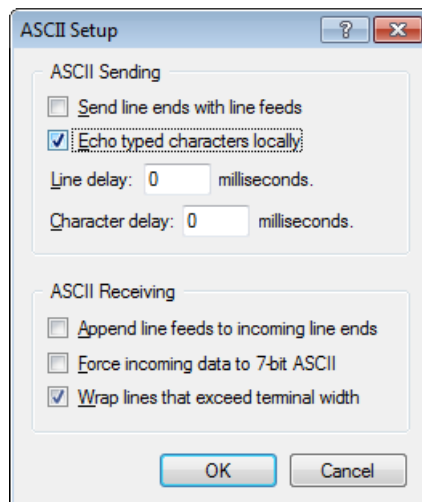 ASCII Setup
ASCII Sending
Send line ends with line feeds
Echo typed characters locally
Line delay: 0 milliseconds.
Character delay: 0 milliseconds.
ASCII Receiving
Append line feeds to incoming line ends
Force incoming data to 7-bit ASCII
Wrap lines that exceed terminal width
OK Cancel